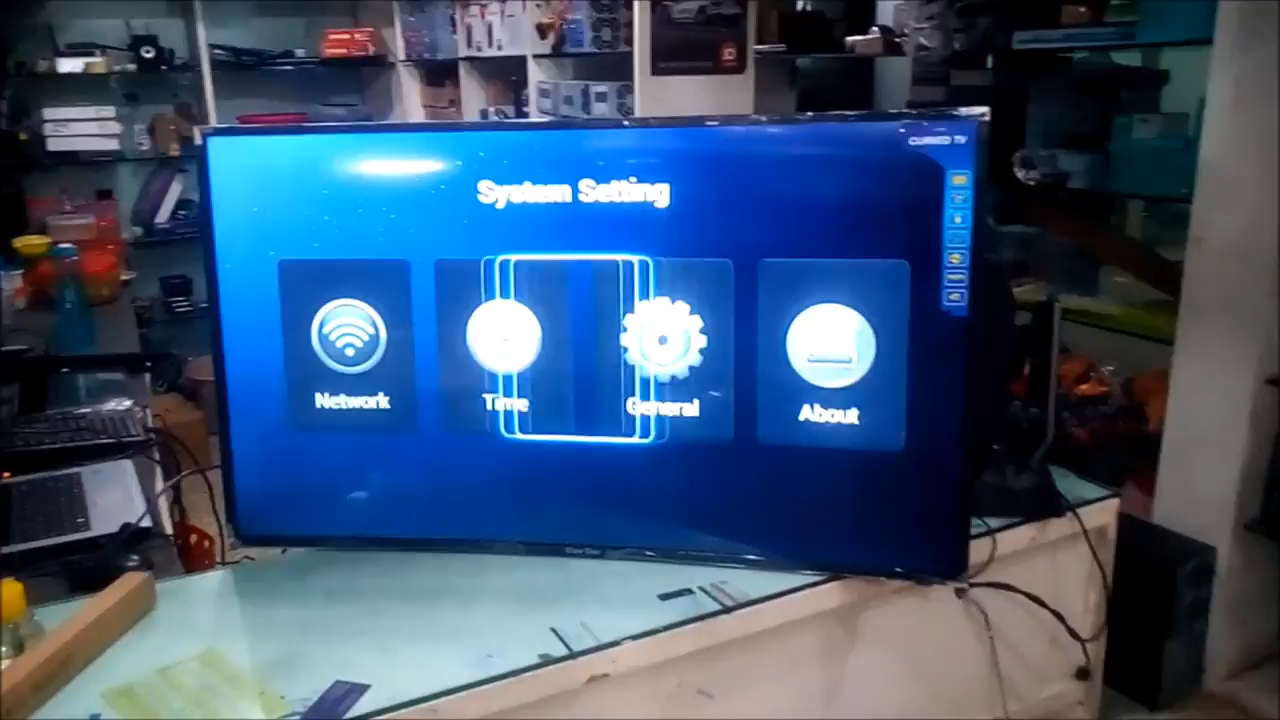 CURVED TV
System Setting
Network
Time
General
About